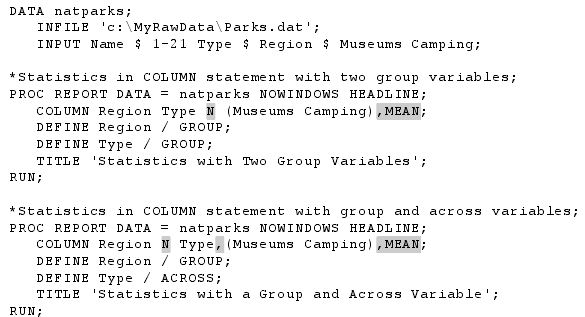 DATA natparks;
INFILE 'c:\MyRawData\Parks.dat';
INPUT Name $ 1-21 Type $ Region $ Museums Camping;
*Statistics in COLUMN statement with two group variables;
PROC REPORT DATA = natparks NOWINDOWS HEADLINE;
COLUMN Region Type N (Museums Camping),MEAN;
DEFINE Region / GROUP;
DEFINE Type / GROUP;
TITLE 'Statistics with Two Group Variables';
RUN;
*Statistics in COLUMN statement with group and across variables;
PROC REPORT DATA = natparks NOWINDOWS HEADLINE;
COLUMN Region N Type,(Museums Camping),MEAN;
DEFINE Region / GROUP;
DEFINE Type / ACROSS;
TITLE 'Statistics with a Group and Across Variable';
RUN;